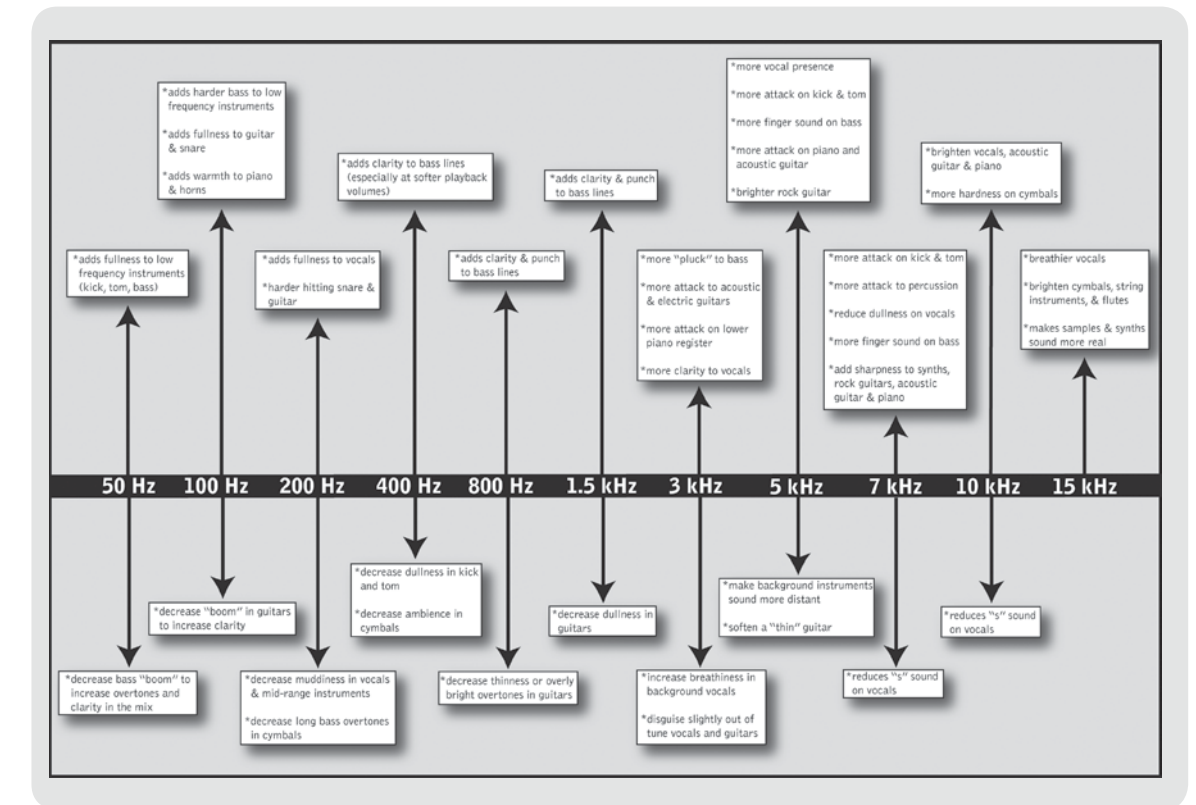 *adds fullness to low
frequency instruments
(kick, tom, bass)
*adds harder bass to low
frequency instruments
*adds fullness to guitar
& snare
*adds warmth to piano
& horns
*adds fullness to vocals
*harder hitting snare &
guitar
*adds clarity to bass lines
(especially at softer playback
volumes)
*adds clarity & punch
to bass lines
*adds clarity & punch
to bass lines
*more "pluck" to bass
*more attack to acoustic
& electric guitars
*more attack on lower
piano register
*more clarity to vocals
*more vocal presence
*more attack on kick & tom
*more finger sound on bass
*more attack on piano and
acoustic guitar
*brighter rock guitar
*more attack on kick & tom
*more attack to percussion
*reduce dullness on vocals
*more finger sound on bass
*add sharpness to synths,
rock guitars, acoustic
guitar & piano
*brighten vocals, acoustic
guitar & piano
*more hardness on cymbals
*breathier vocals
*brighten cymbals, string
instruments, & flutes
*makes samples & synths
sound more real
50 Hz 100 Hz 200 Hz 400 Hz 800 Hz 1.5 kHz 3 kHz 5 kHz 7 kHz 10 kHz 15 kHz
*decrease bass "boom" to
increase overtones and
clarity in the mix
*decrease "boom" in guitars
to increase clarity
*decrease muddiness in vocals
& mid-range instruments
*decrease long bass overtones
in cymbals
*decrease dullness in kick
and tom
*decrease ambience in
cymbals
*decrease thinness or overly
bright overtones in guitars
*decrease dullness in
guitars
*increase breathiness in
background vocals
*disguise slightly out of
tune vocals and guitars
*make background instruments
sound more distant
*soften a "thin" guitar
*reduces "s" sound
on vocals
*reduces "s" sound
on vocals